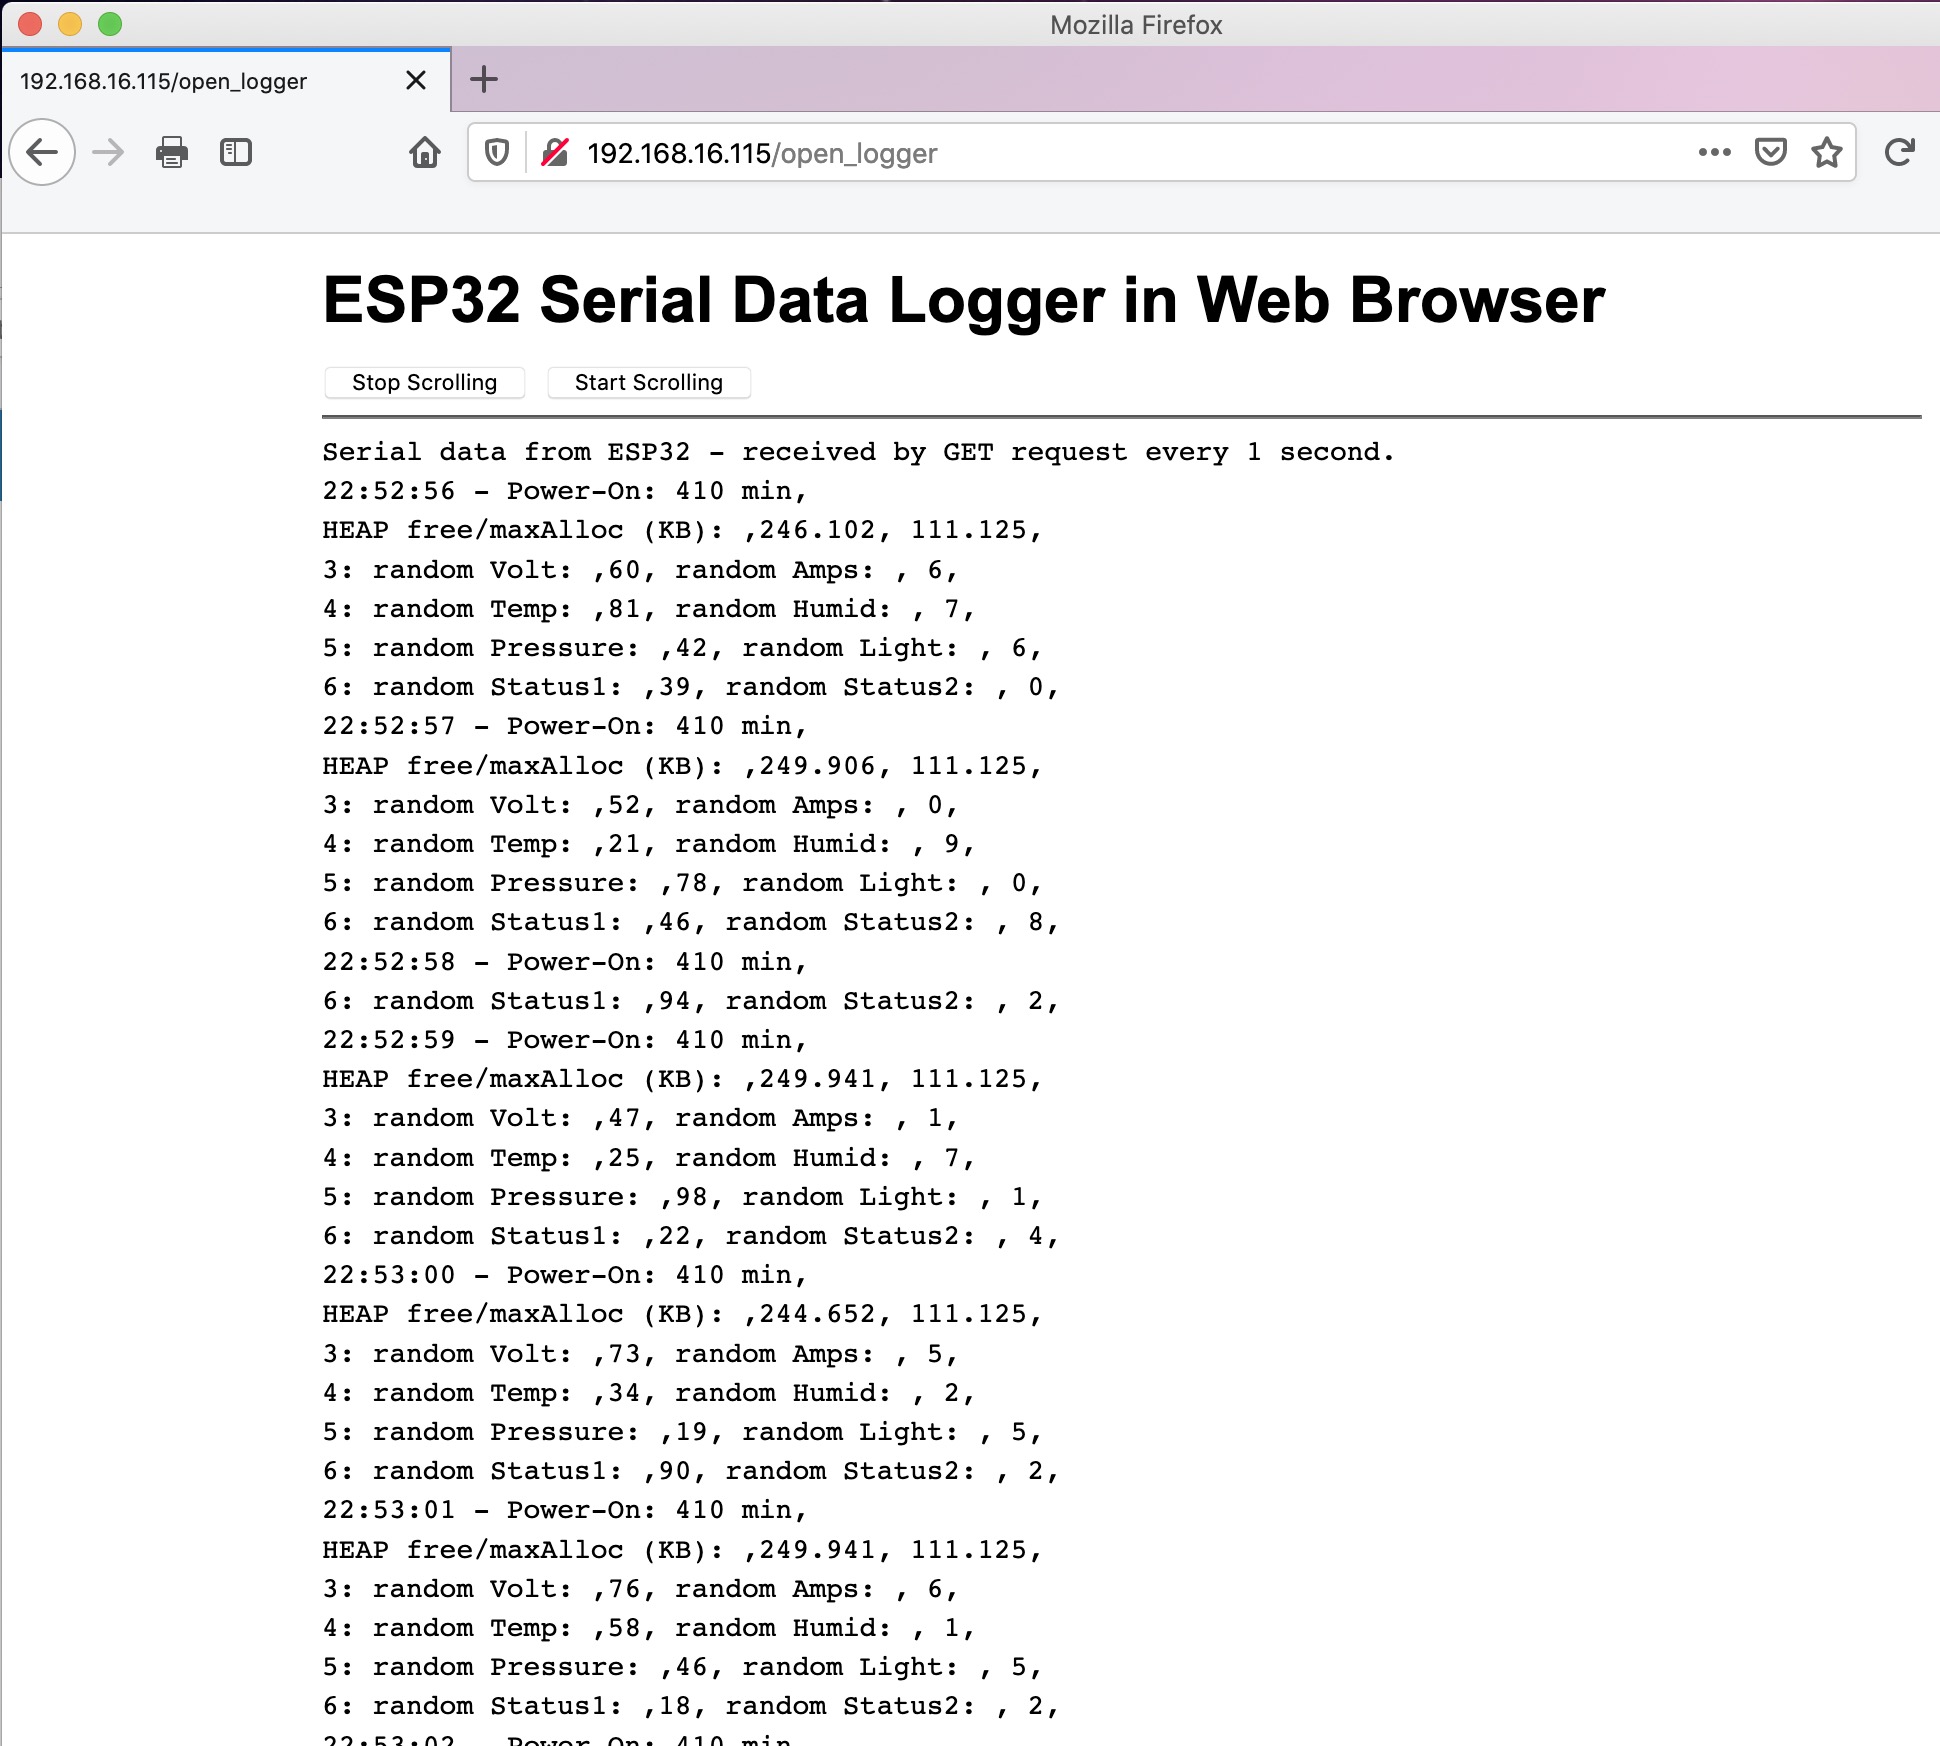 Mozilla Firefox
192.168.16.115/open_logger
192.168.16.115/open_logger
ESP32 Serial Data Logger in Web Browser
Stop Scrolling Start Scrolling
Serial data from ESP32 - received by GET request every 1 second.
22:52:56 - Power-On: 410 min,
HEAP free/maxAlloc (KB): ,246.102, 111.125,
3: random Volt: ,60, random Amps: , 6,
4: random Temp: ,81, random Humid: , 7,
5: random Pressure: ,42, random Light: , 6,
6: random Status1: ,39, random Status2: , 0,
22:52:57 - Power-On: 410 min,
HEAP free/maxAlloc (KB): ,249.906, 111.125,
3: random Volt: ,52, random Amps: , 0,
4: random Temp: ,21, random Humid: , 9,
5: random Pressure: ,78, random Light: , 0,
6: random Status1: ,46, random Status2: , 8,
22:52:58 - Power-On: 410 min,
6: random Status1: ,94, random Status2: , 2,
22:52:59 - Power-On: 410 min,
HEAP free/maxAlloc (KB): ,249.941, 111.125,
3: random Volt: ,47, random Amps: , 1,
4: random Temp: ,25, random Humid: , 7,
5: random Pressure: ,98, random Light: , 1,
6: random Status1: ,22, random Status2: , 4,
22:53:00 - Power-On: 410 min,
HEAP free/maxAlloc (KB): ,244.652, 111.125,
3: random Volt: ,73, random Amps: , 5,
4: random Temp: ,34, random Humid: , 2,
5: random Pressure: ,19, random Light: , 5,
6: random Status1: ,90, random Status2: , 2,
22:53:01 - Power-On: 410 min,
HEAP free/maxAlloc (KB): ,249.941, 111.125,
3: random Volt: ,76, random Amps: , 6,
4: random Temp: ,58, random Humid: , 1,
5: random Pressure: ,46, random Light: , 5,
6: random Status1: ,18, random Status2: , 2,
22:53:02 - Power-On: 410 min,